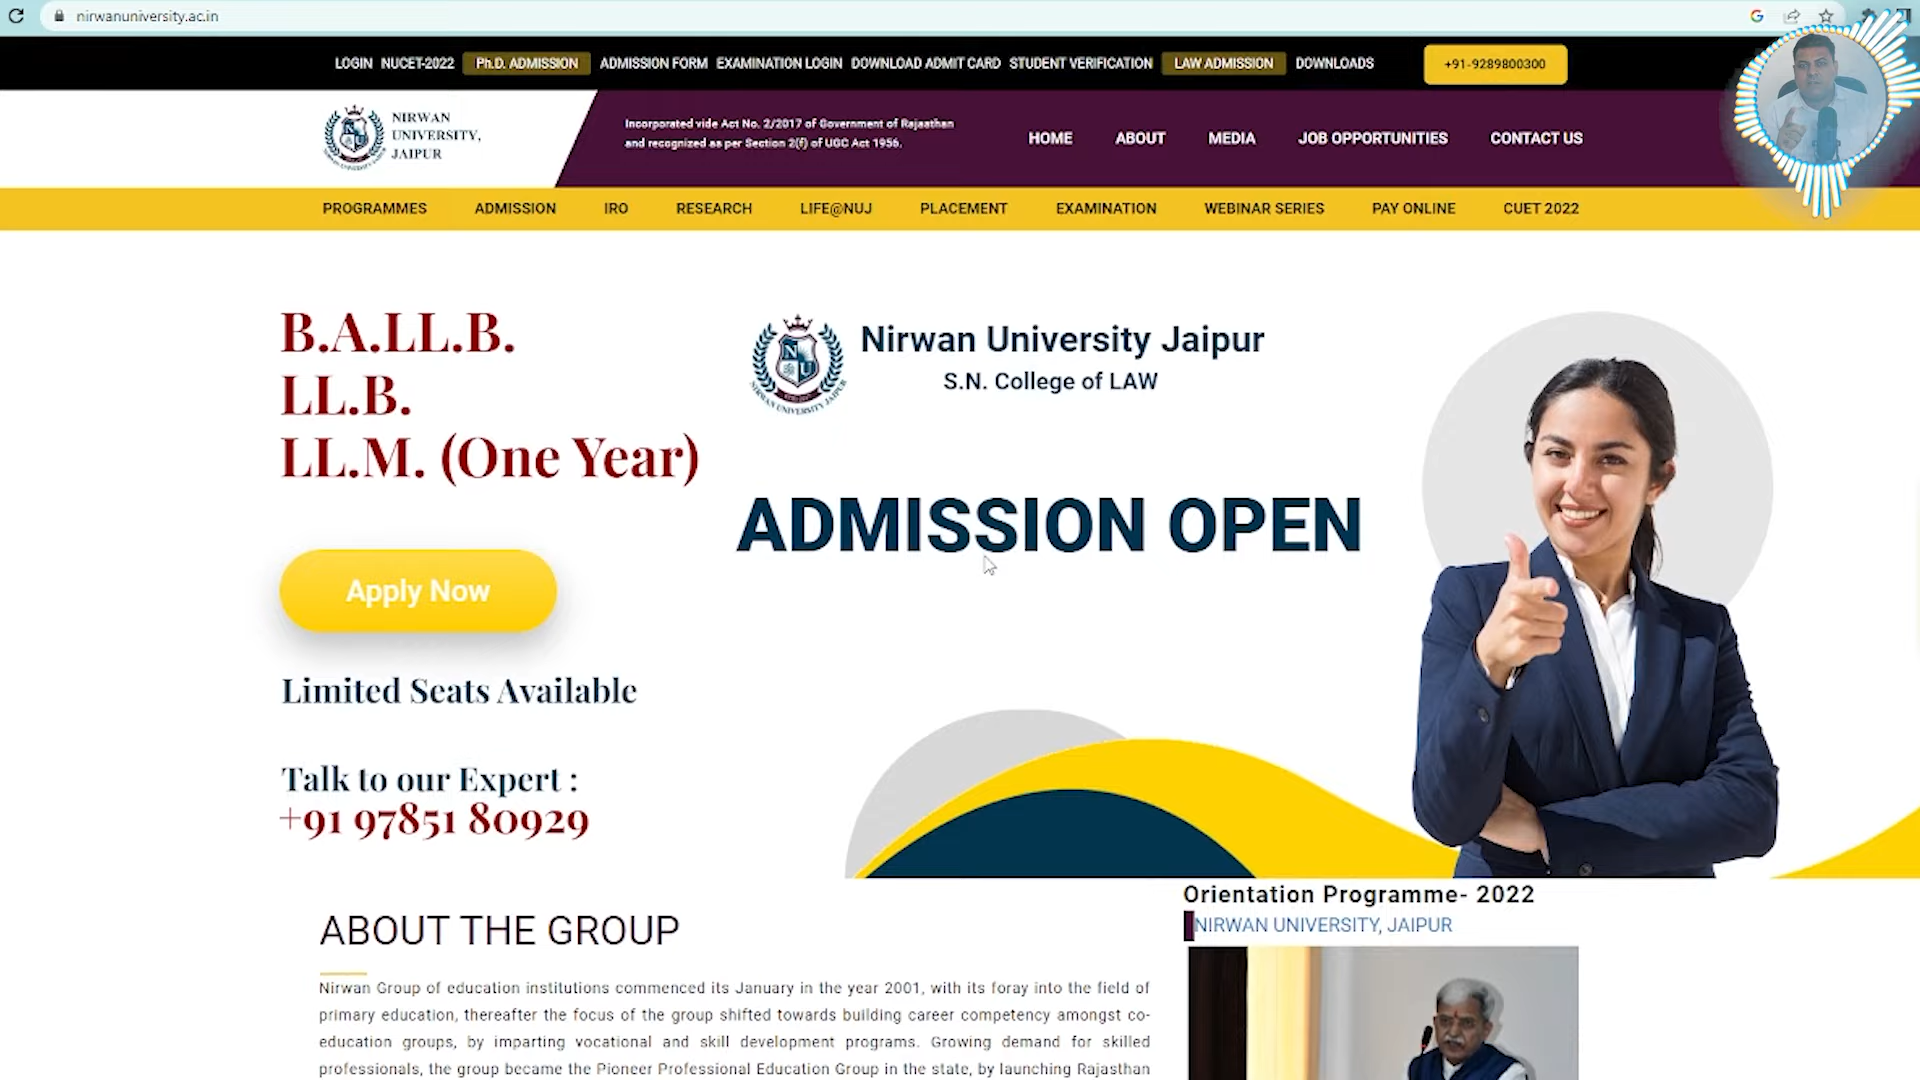 nirwanuniversity.ac.in
LOGIN NUCET-2022 Ph.D. ADMISSION ADMISSION FORM EXAMINATION LOGIN DOWNLOAD ADMIT CARD STUDENT VERIFICATION LAW ADMISSION DOWNLOADS +91-9289800300
NIRWAN
UNIVERSITY,
JAIPUR
Incorporated vide Act No. 2/2017 of Government of Rajasthan
and recognized as per Section 2(f) of UGC Act 1956.
HOME ABOUT MEDIA JOB OPPORTUNITIES CONTACT US
PROGRAMMES ADMISSION IRO RESEARCH LIFE@NUJ PLACEMENT EXAMINATION WEBINAR SERIES PAY ONLINE CUET 2022
B.A.LL.B.
LL.B.
LL.M. (One Year)
Apply Now
Limited Seats Available
Talk to our Expert :
+91 97851 80929
Nirwan University Jaipur
S.N. College of LAW
ADMISSION OPEN
ABOUT THE GROUP
Nirwan Group of education institutions commenced its January in the year 2001, with its foray into the field of
primary education, thereafter the focus of the group shifted towards building career competency amongst co-
education groups, by imparting vocational and skill development programs. Growing demand for skilled
professionals, the group became the Pioneer Professional Education Group in the state, by launching Rajasthan
Orientation Programme- 2022
NIRWAN UNIVERSITY, JAIPUR